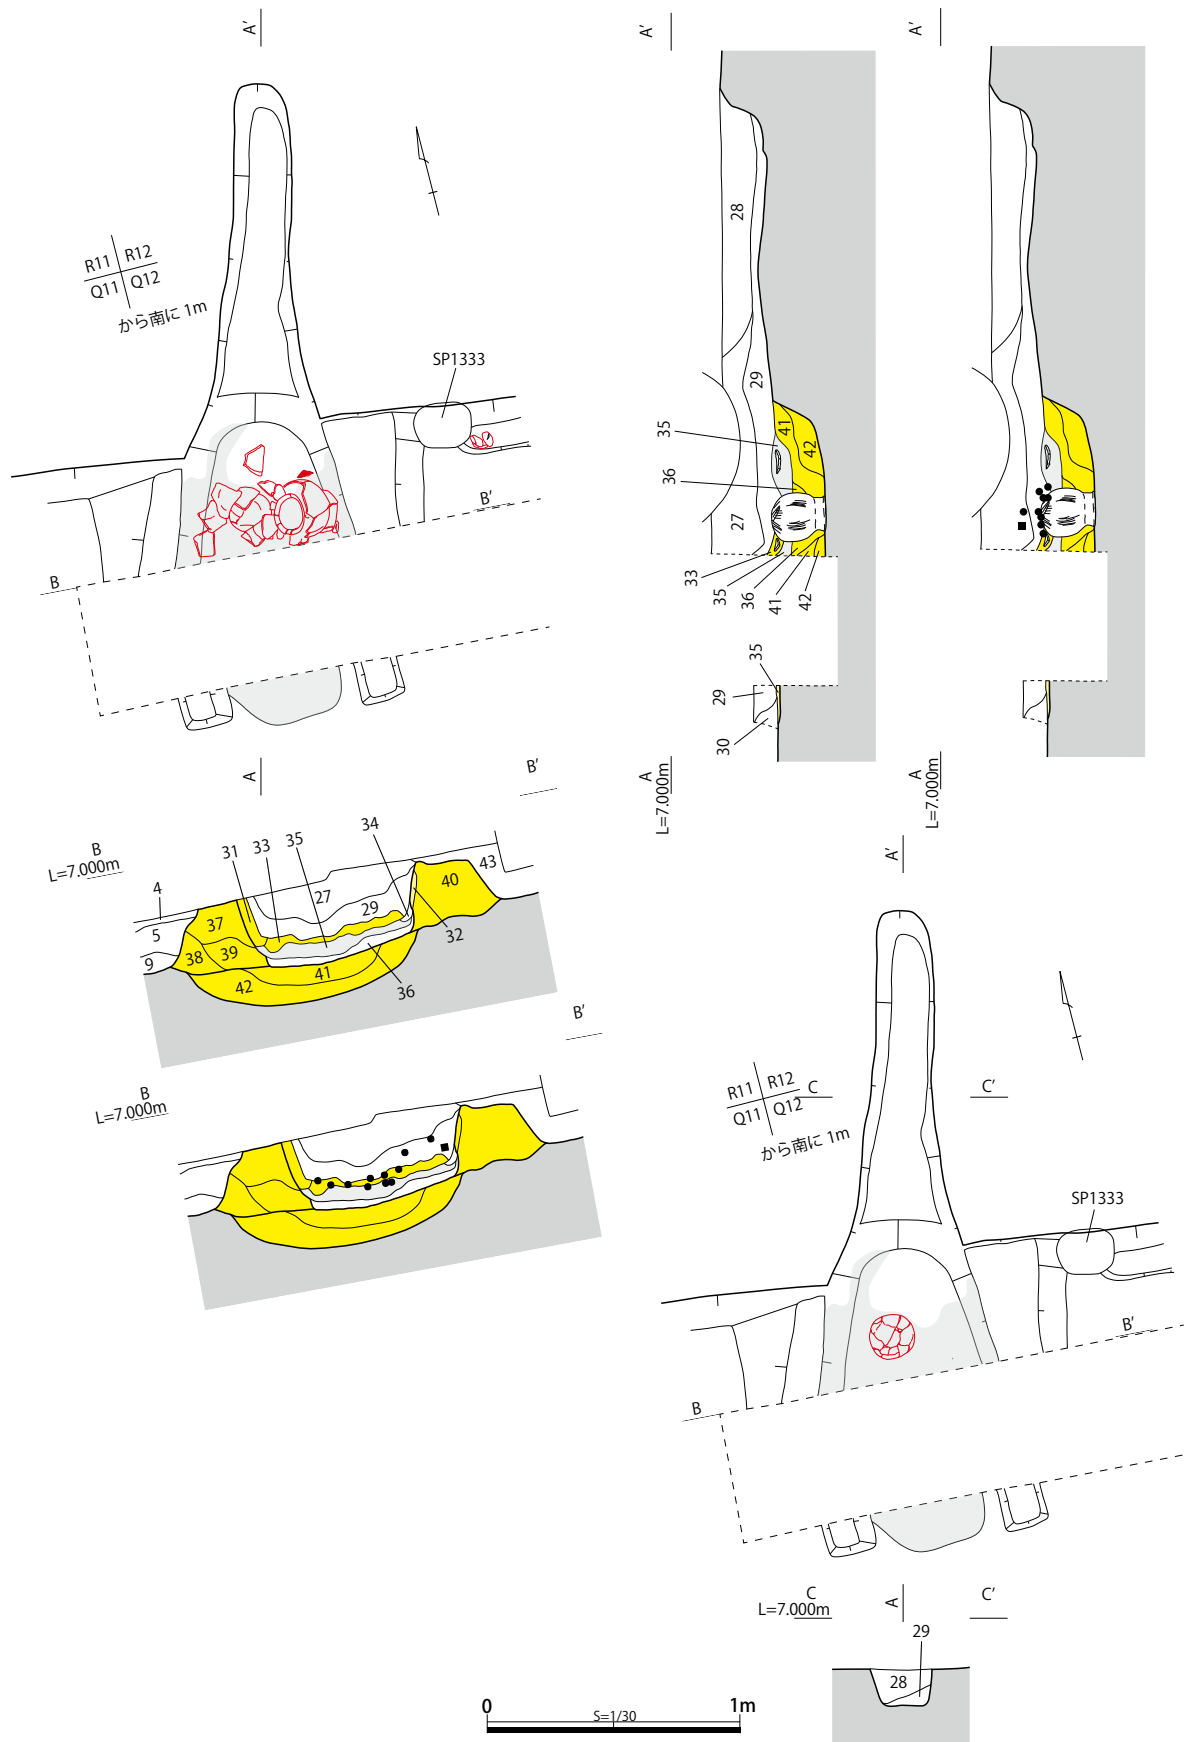 A′
R11 R12
Q11 Q12
から南に 1m
SP1333
B′
B
A
A′
28
29
35
41
42
36
27
33
35
36
41
42
35
29
30
A
L=7.000m
A′
A
L=7.000m
B′
B
L=7.000m
4
5
9
31
33
35
34
27
29
43
40
37
38
39
32
42
41
36
B′
B
L=7.000m
A′
R11 R12
Q11 Q12
から南に 1m
C
C′
SP1333
B′
B
C
L=7.000m
A
C′
29
28
0
S=1/30
1m